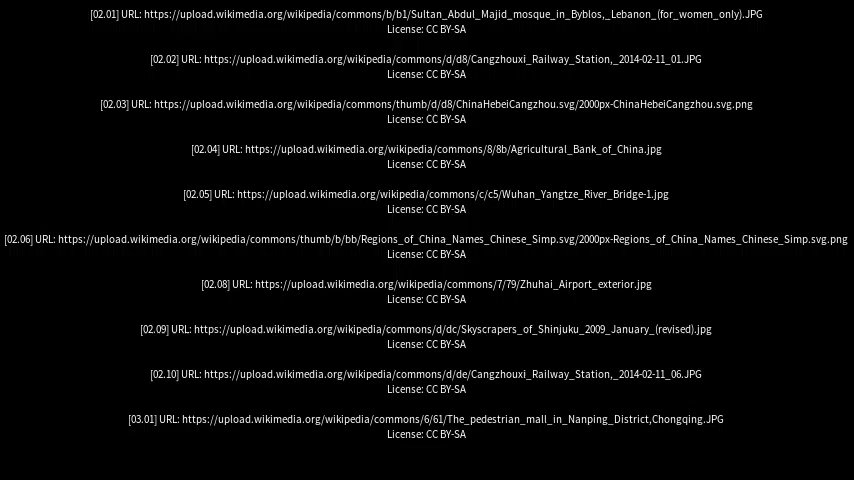 [02.01] URL: https://upload.wikimedia.org/wikipedia/commons/b/b1/Sultan_Abdul_Majid_mosque_in_Byblos,_Lebanon_(for_women_only).JPG
License: CC BY-SA
[02.02] URL: https://upload.wikimedia.org/wikipedia/commons/d/d8/Cangzhouxi_Railway_Station,_2014-02-11_01.JPG
License: CC BY-SA
[02.03] URL: https://upload.wikimedia.org/wikipedia/commons/thumb/d/d8/ChinaHebeiCangzhou.svg/2000px-ChinaHebeiCangzhou.svg.png
License: CC BY-SA
[02.04] URL: https://upload.wikimedia.org/wikipedia/commons/8/8b/Agricultural_Bank_of_China.jpg
License: CC BY-SA
[02.05] URL: https://upload.wikimedia.org/wikipedia/commons/c/c5/Wuhan_Yangtze_River_Bridge-1.jpg
License: CC BY-SA
[02.06] URL: https://upload.wikimedia.org/wikipedia/commons/thumb/b/bb/Regions_of_China_Names_Chinese_Simp.svg/2000px-Regions_of_China_Names_Chinese_Simp.svg.png
License: CC BY-SA
[02.08] URL: https://upload.wikimedia.org/wikipedia/commons/7/79/Zhuhai_Airport_exterior.jpg
License: CC BY-SA
[02.09] URL: https://upload.wikimedia.org/wikipedia/commons/d/dc/Skyscrapers_of_Shinjuku_2009_January_(revised).jpg
License: CC BY-SA
[02.10] URL: https://upload.wikimedia.org/wikipedia/commons/d/de/Cangzhouxi_Railway_Station,_2014-02-11_06.JPG
License: CC BY-SA
[03.01] URL: https://upload.wikimedia.org/wikipedia/commons/6/61/The_pedestrian_mall_in_Nanping_District,Chongqing.JPG
License: CC BY-SA